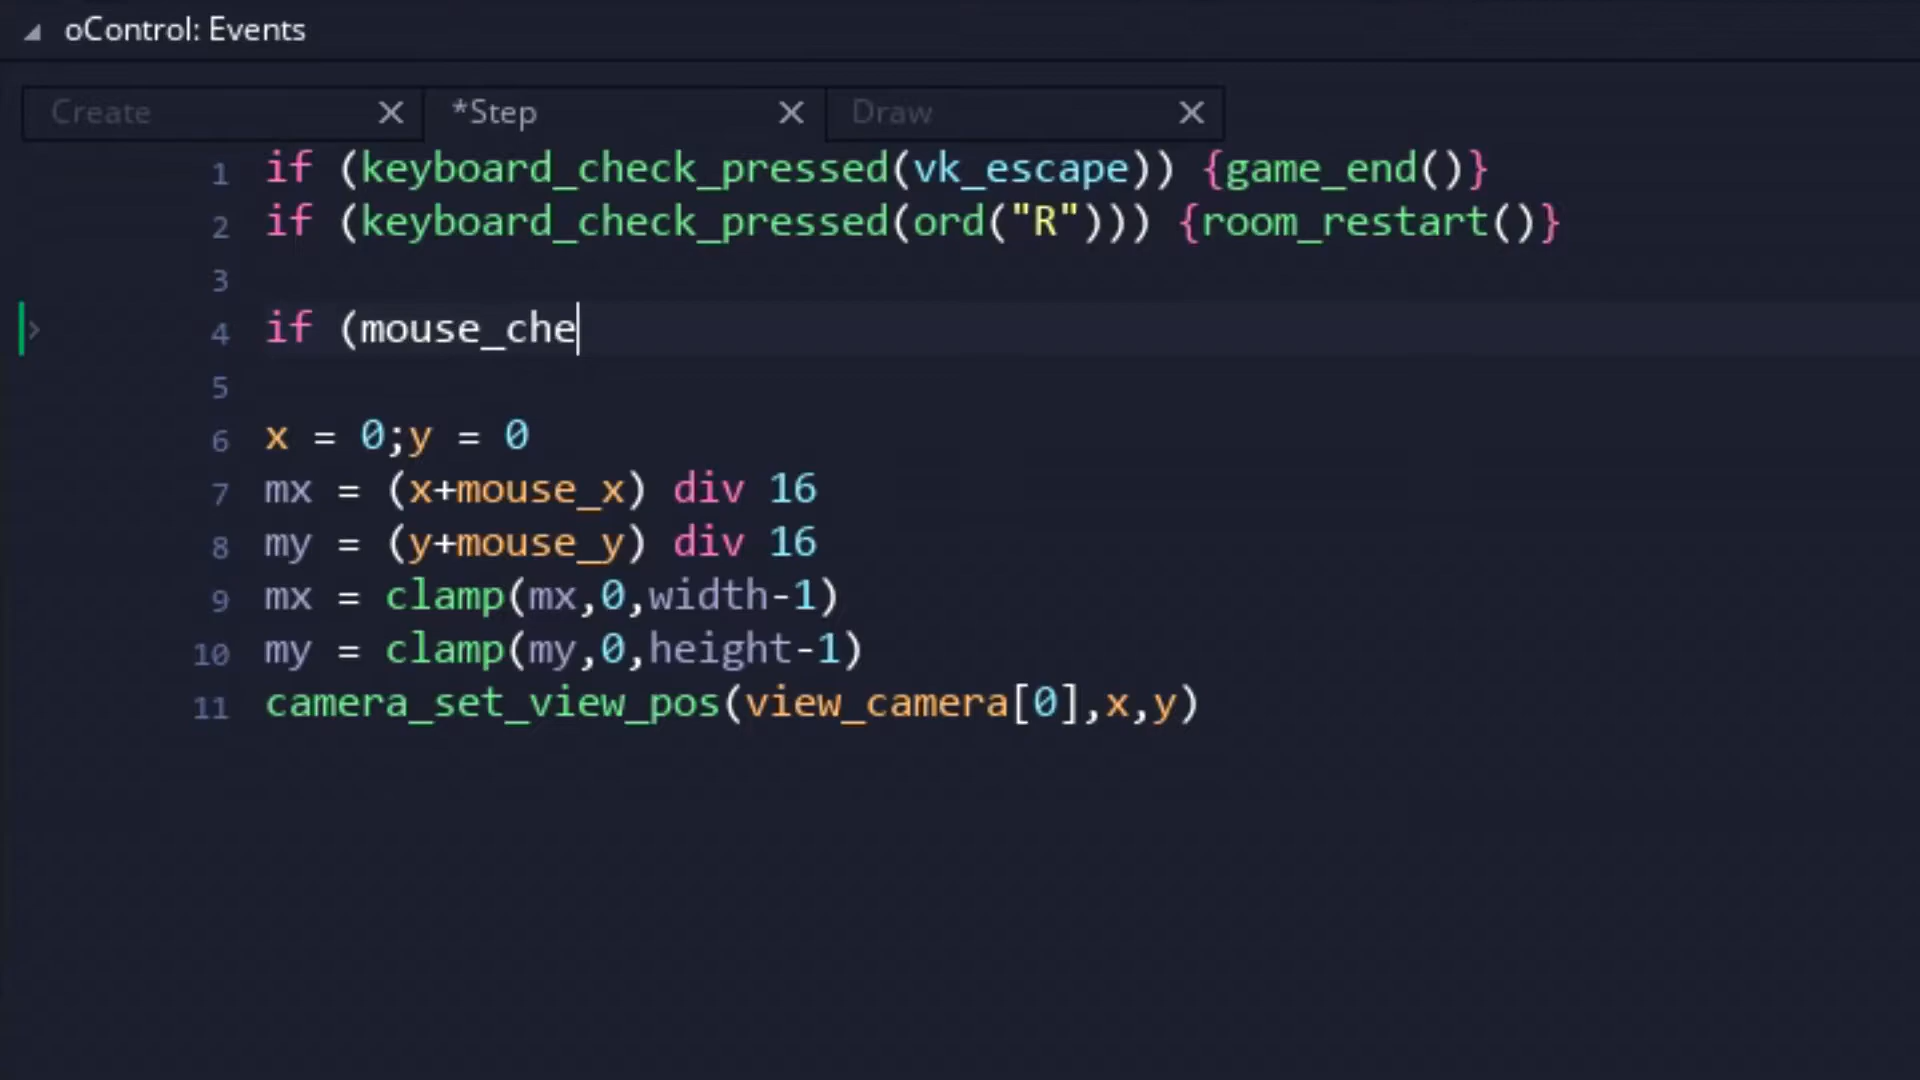 oControl: Events
Create *Step Draw
1 if (keyboard_check_pressed(vk_escape)) {game_end()}
2 if (keyboard_check_pressed(ord("R"))) {room_restart()}
3
4 if (mouse_che
5
6 x = 0;y = 0
7 mx = (x+mouse_x) div 16
8 my = (y+mouse_y) div 16
9 mx = clamp(mx,0,width-1)
10 my = clamp(my,0,height-1)
11 camera_set_view_pos(view_camera[0],x,y)